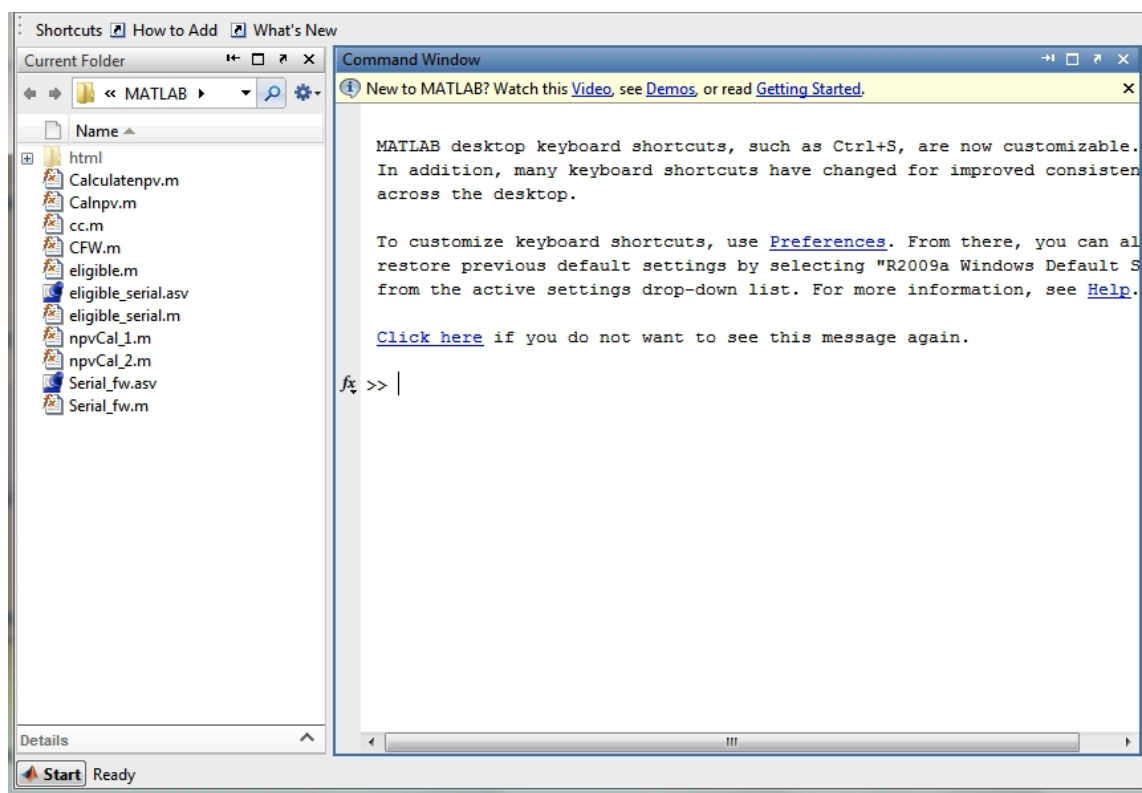 Shortcuts How to Add What's New
Current Folder
« MATLAB
Name
html
Calculatenpv.m
Calnpv.m
cc.m
CFW.m
eligible.m
eligible_serial.asv
eligible_serial.m
npvCal_1.m
npvCal_2.m
Serial_fw.asv
Serial_fw.m
Details
Command Window
New to MATLAB? Watch this Video, see Demos, or read Getting Started.
MATLAB desktop keyboard shortcuts, such as Ctrl+S, are now customizable.
In addition, many keyboard shortcuts have changed for improved consisten
across the desktop.
To customize keyboard shortcuts, use Preferences. From there, you can al
restore previous default settings by selecting "R2009a Windows Default S
from the active settings drop-down list. For more information, see Help.
Click here if you do not want to see this message again.
fx >>
Start Ready